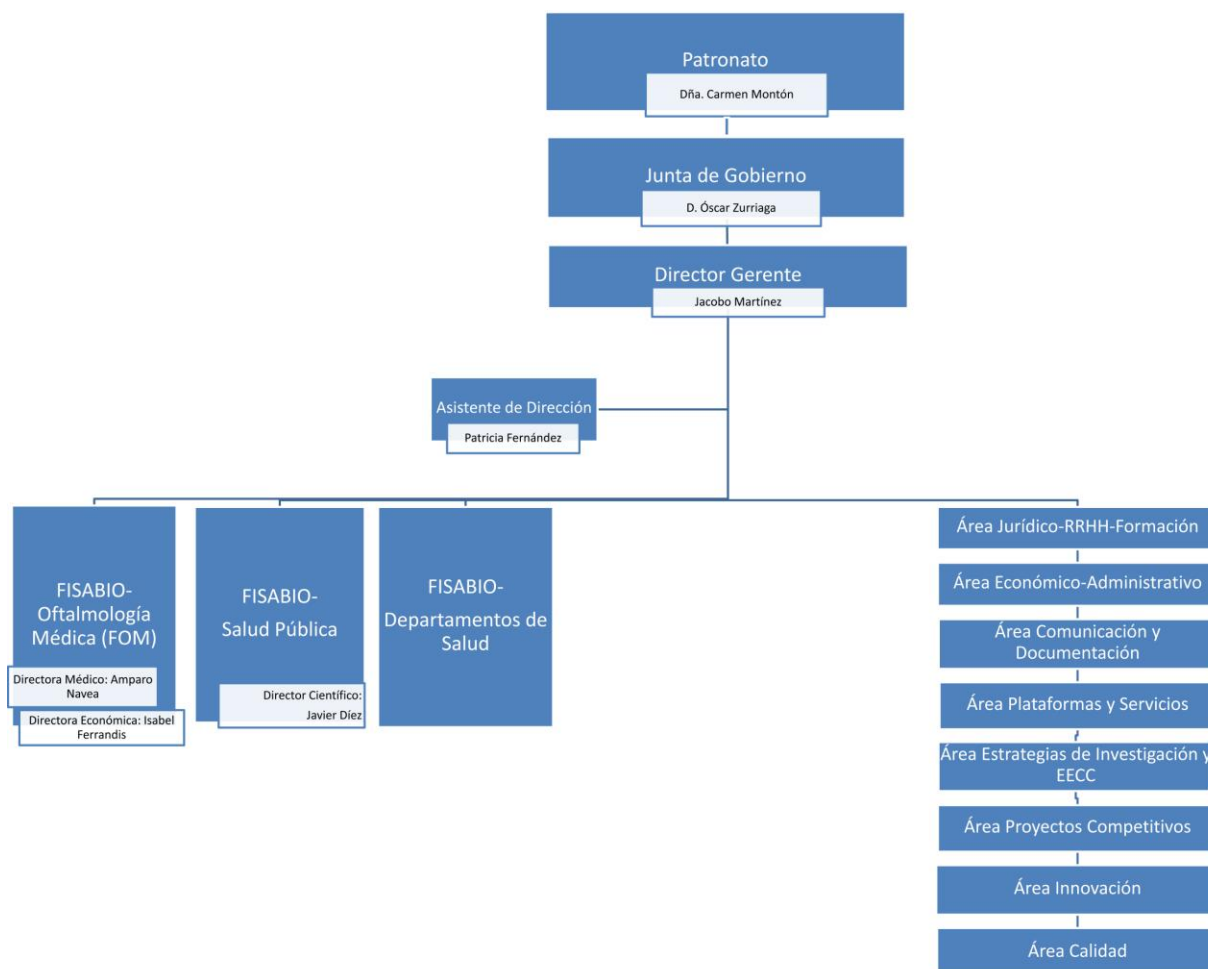 Patronato
Dña. Carmen Montón
Junta de Gobierno
D. Óscar Zurriaga
Director Gerente
Jacobo Martínez
Asistente de Dirección
Patricia Fernández
FISABIO-
Oftalmología
Médica (FOM)
Directora Médico: Amparo
Navea
Directora Económica: Isabel
Ferrandis
FISABIO-
Salud Pública
Director Científico:
Javier Díez
FISABIO-
Departamentos de
Salud
Área Jurídico-RRHH-Formación
Área Económico-Administrativo
Área Comunicación y
Documentación
Área Plataformas y Servicios
Área Estrategias de Investigación y
EECC
Área Proyectos Competitivos
Área Innovación
Área Calidad